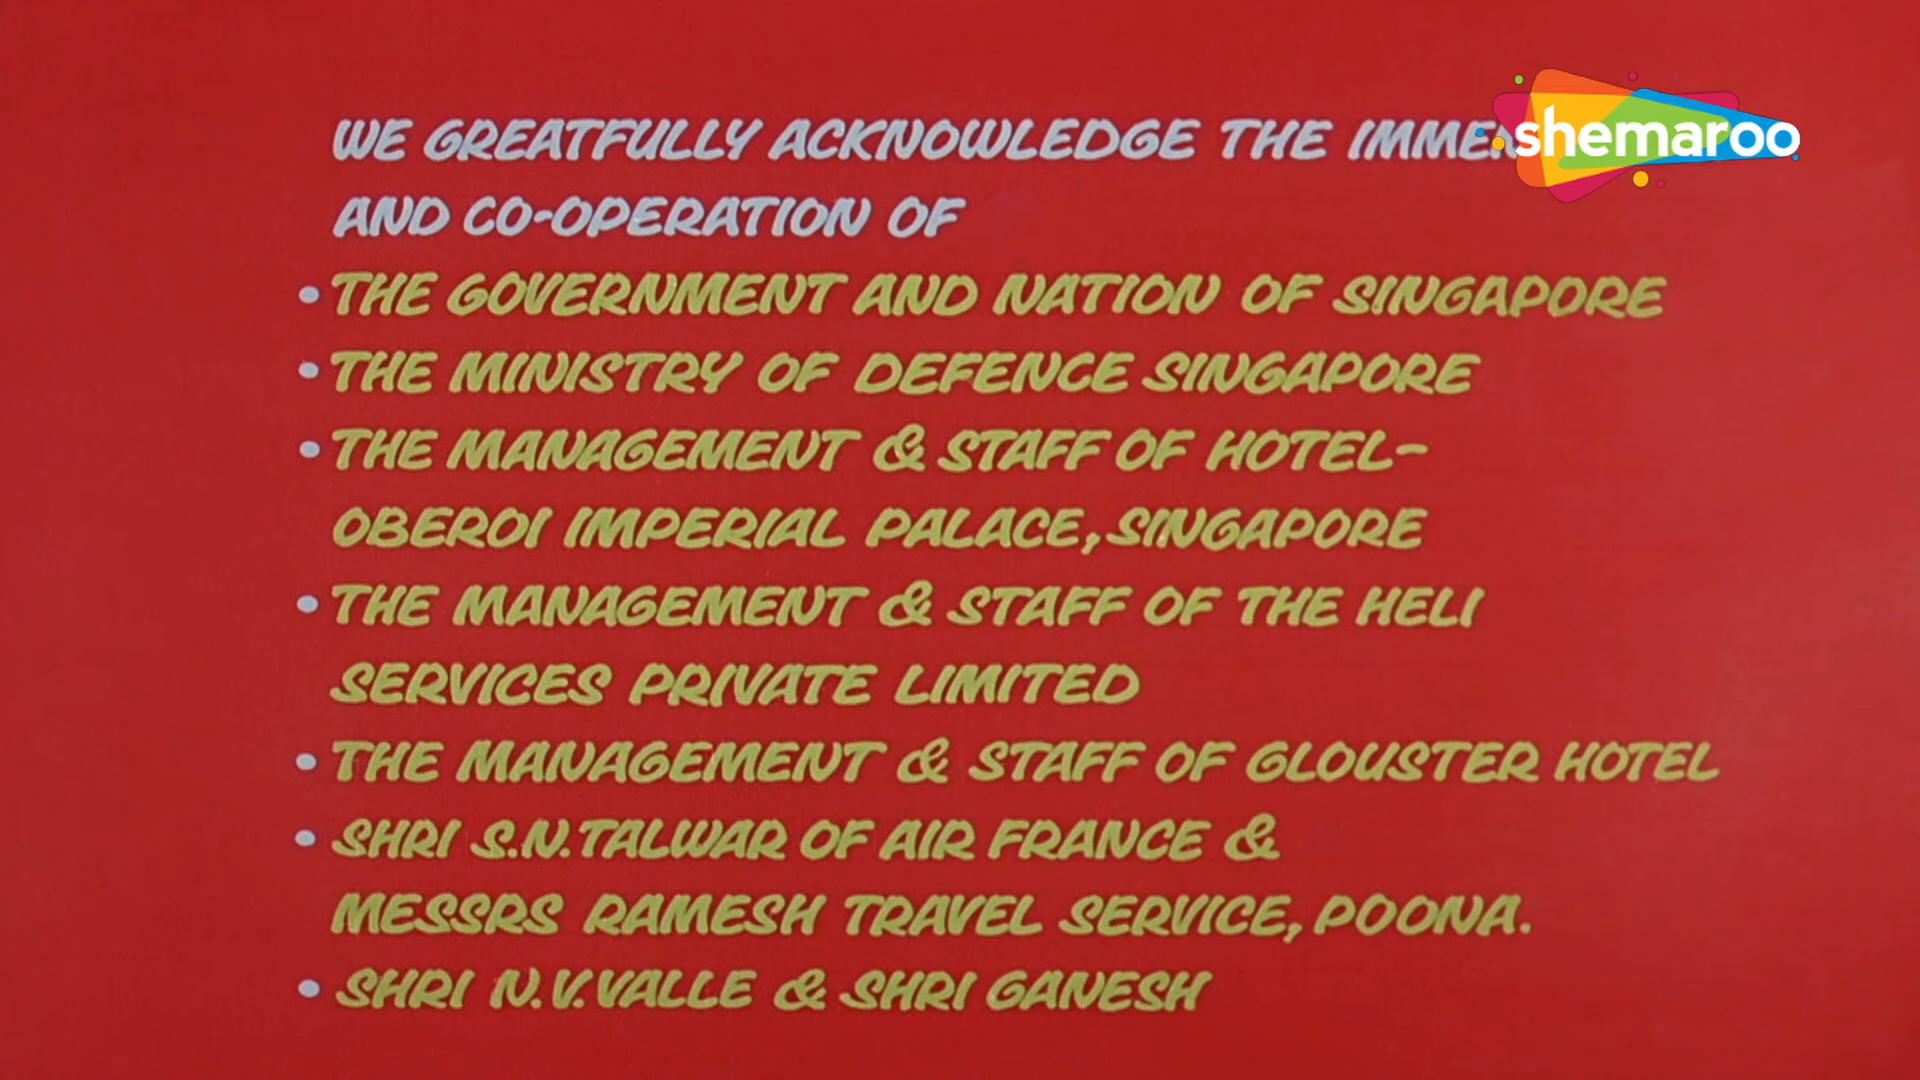 WE GREATFULLY ACKNOWLEDGE THE
shemaroo
AND CO-OPERATION OF
• THE GOVERNMENT AND NATION OF SINGAPORE
• THE MINISTRY OF DEFENCE SINGAPORE
• THE MANAGEMENT & STAFF OF HOTEL-
OBEROI IMPERIAL PALACE, SINGAPORE
• THE MANAGEMENT & STAFF OF THE HELI
SERVICES PRIVATE LIMITED
• THE MANAGEMENT & STAFF OF GLOUSTER HOTEL
• SHRI S.N. TALWAR OF AIR FRANCE &
MESSRS RAMESH TRAVEL SERVICE, POONA.
• SHRI N.V. VALLE & SHRI GANESH